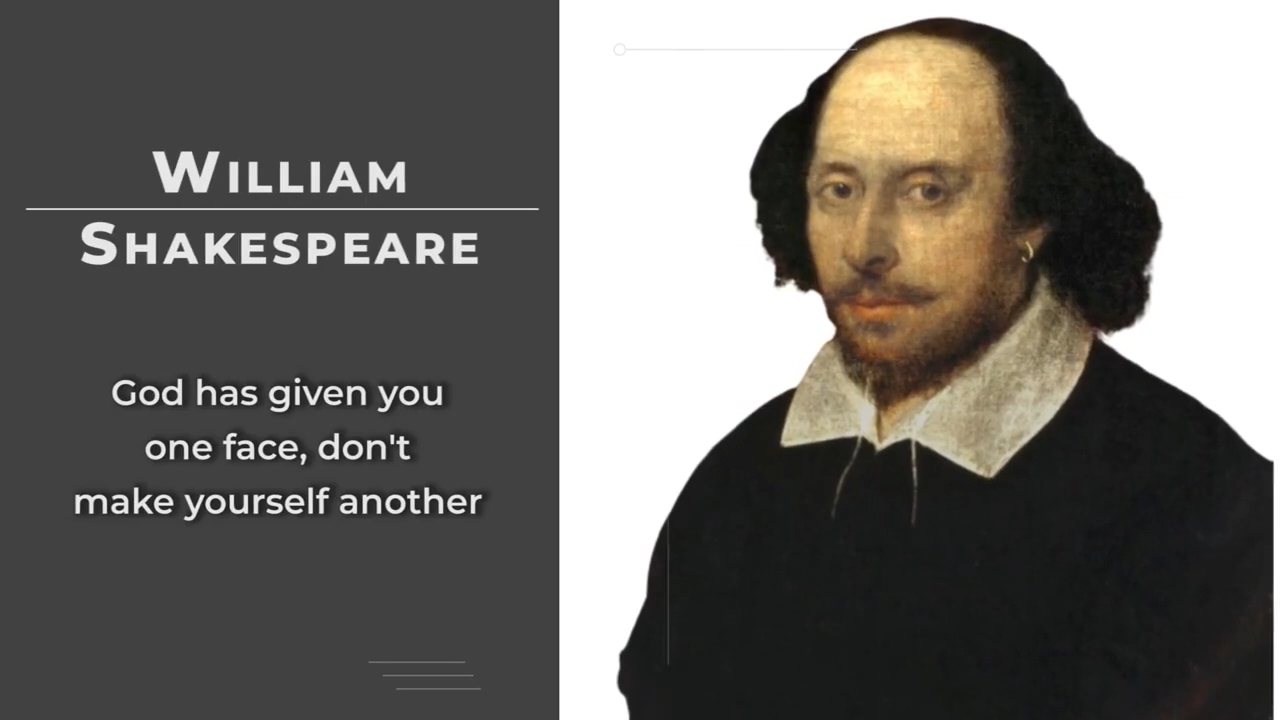 William
Shakespeare
God has given you
one face, don't
make yourself another